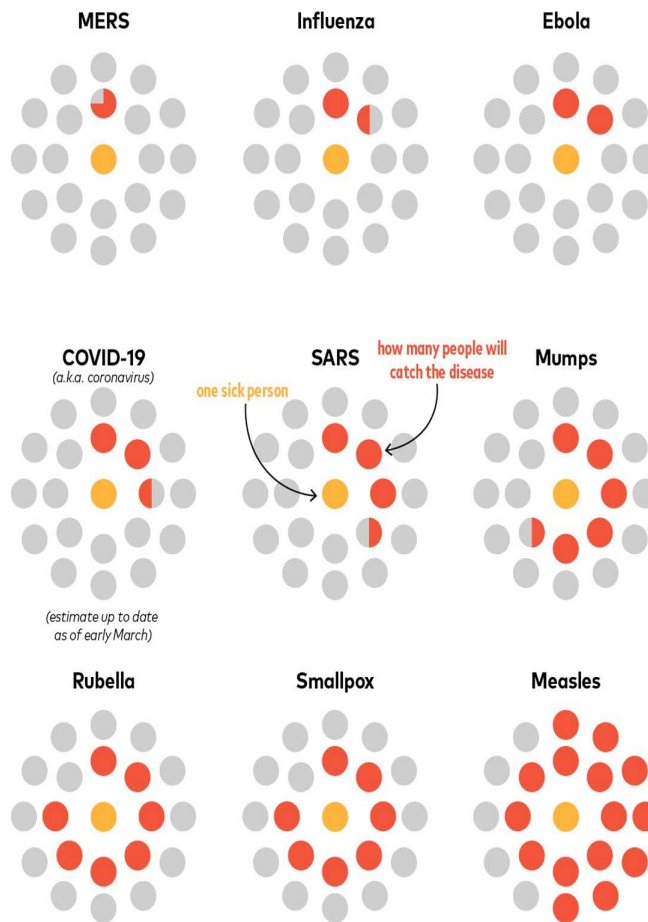 MERS
Influenza
Ebola
COVID-19
(a.k.a. coronavirus)
SARS
how many people will
catch the disease
Mumps
one sick person
(estimate up to date
as of early March)
Rubella
Smallpox
Measles